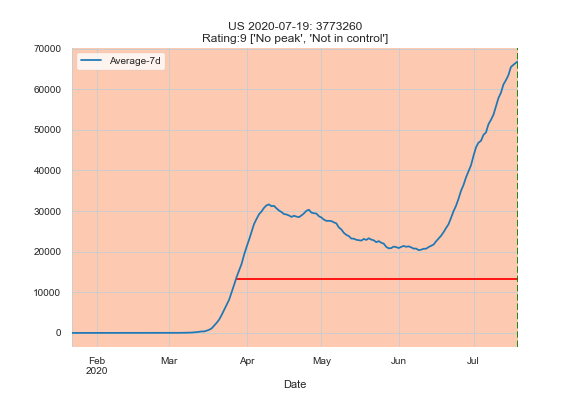 US 2020-07-19: 3773260
Rating:9 ['No peak', 'Not in control']
Average-7d
70000
60000
50000
40000
30000
20000
10000
0
Feb
2020
Mar
Apr
May
Jun
Jul
Date